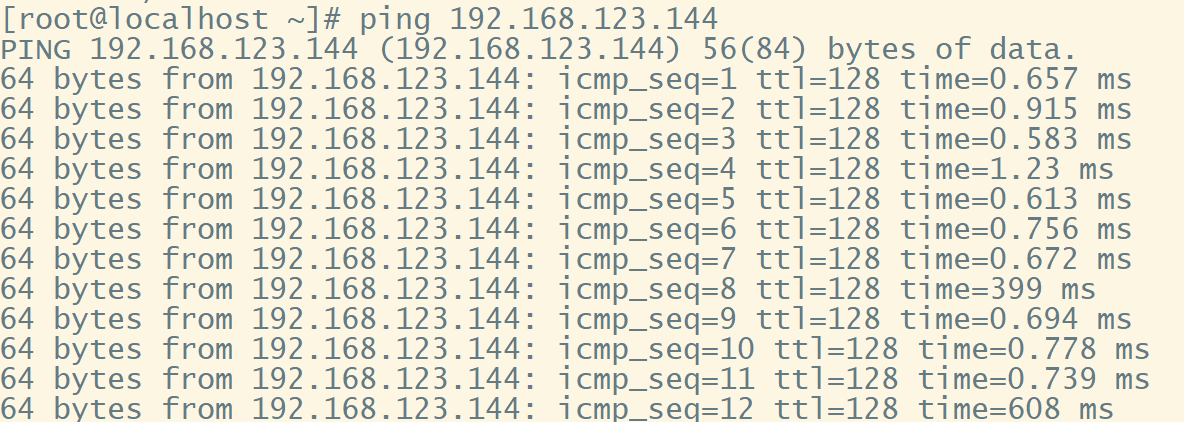 [root@localhost ~]# ping 192.168.123.144
PING 192.168.123.144 (192.168.123.144) 56(84) bytes of data.
64 bytes from 192.168.123.144: icmp_seq=1 ttl=128 time=0.657 ms
64 bytes from 192.168.123.144: icmp_seq=2 ttl=128 time=0.915 ms
64 bytes from 192.168.123.144: icmp_seq=3 ttl=128 time=0.583 ms
64 bytes from 192.168.123.144: icmp_seq=4 ttl=128 time=1.23 ms
64 bytes from 192.168.123.144: icmp_seq=5 ttl=128 time=0.613 ms
64 bytes from 192.168.123.144: icmp_seq=6 ttl=128 time=0.756 ms
64 bytes from 192.168.123.144: icmp_seq=7 ttl=128 time=0.672 ms
64 bytes from 192.168.123.144: icmp_seq=8 ttl=128 time=399 ms
64 bytes from 192.168.123.144: icmp_seq=9 ttl=128 time=0.694 ms
64 bytes from 192.168.123.144: icmp_seq=10 ttl=128 time=0.778 ms
64 bytes from 192.168.123.144: icmp_seq=11 ttl=128 time=0.739 ms
64 bytes from 192.168.123.144: icmp_seq=12 ttl=128 time=608 ms